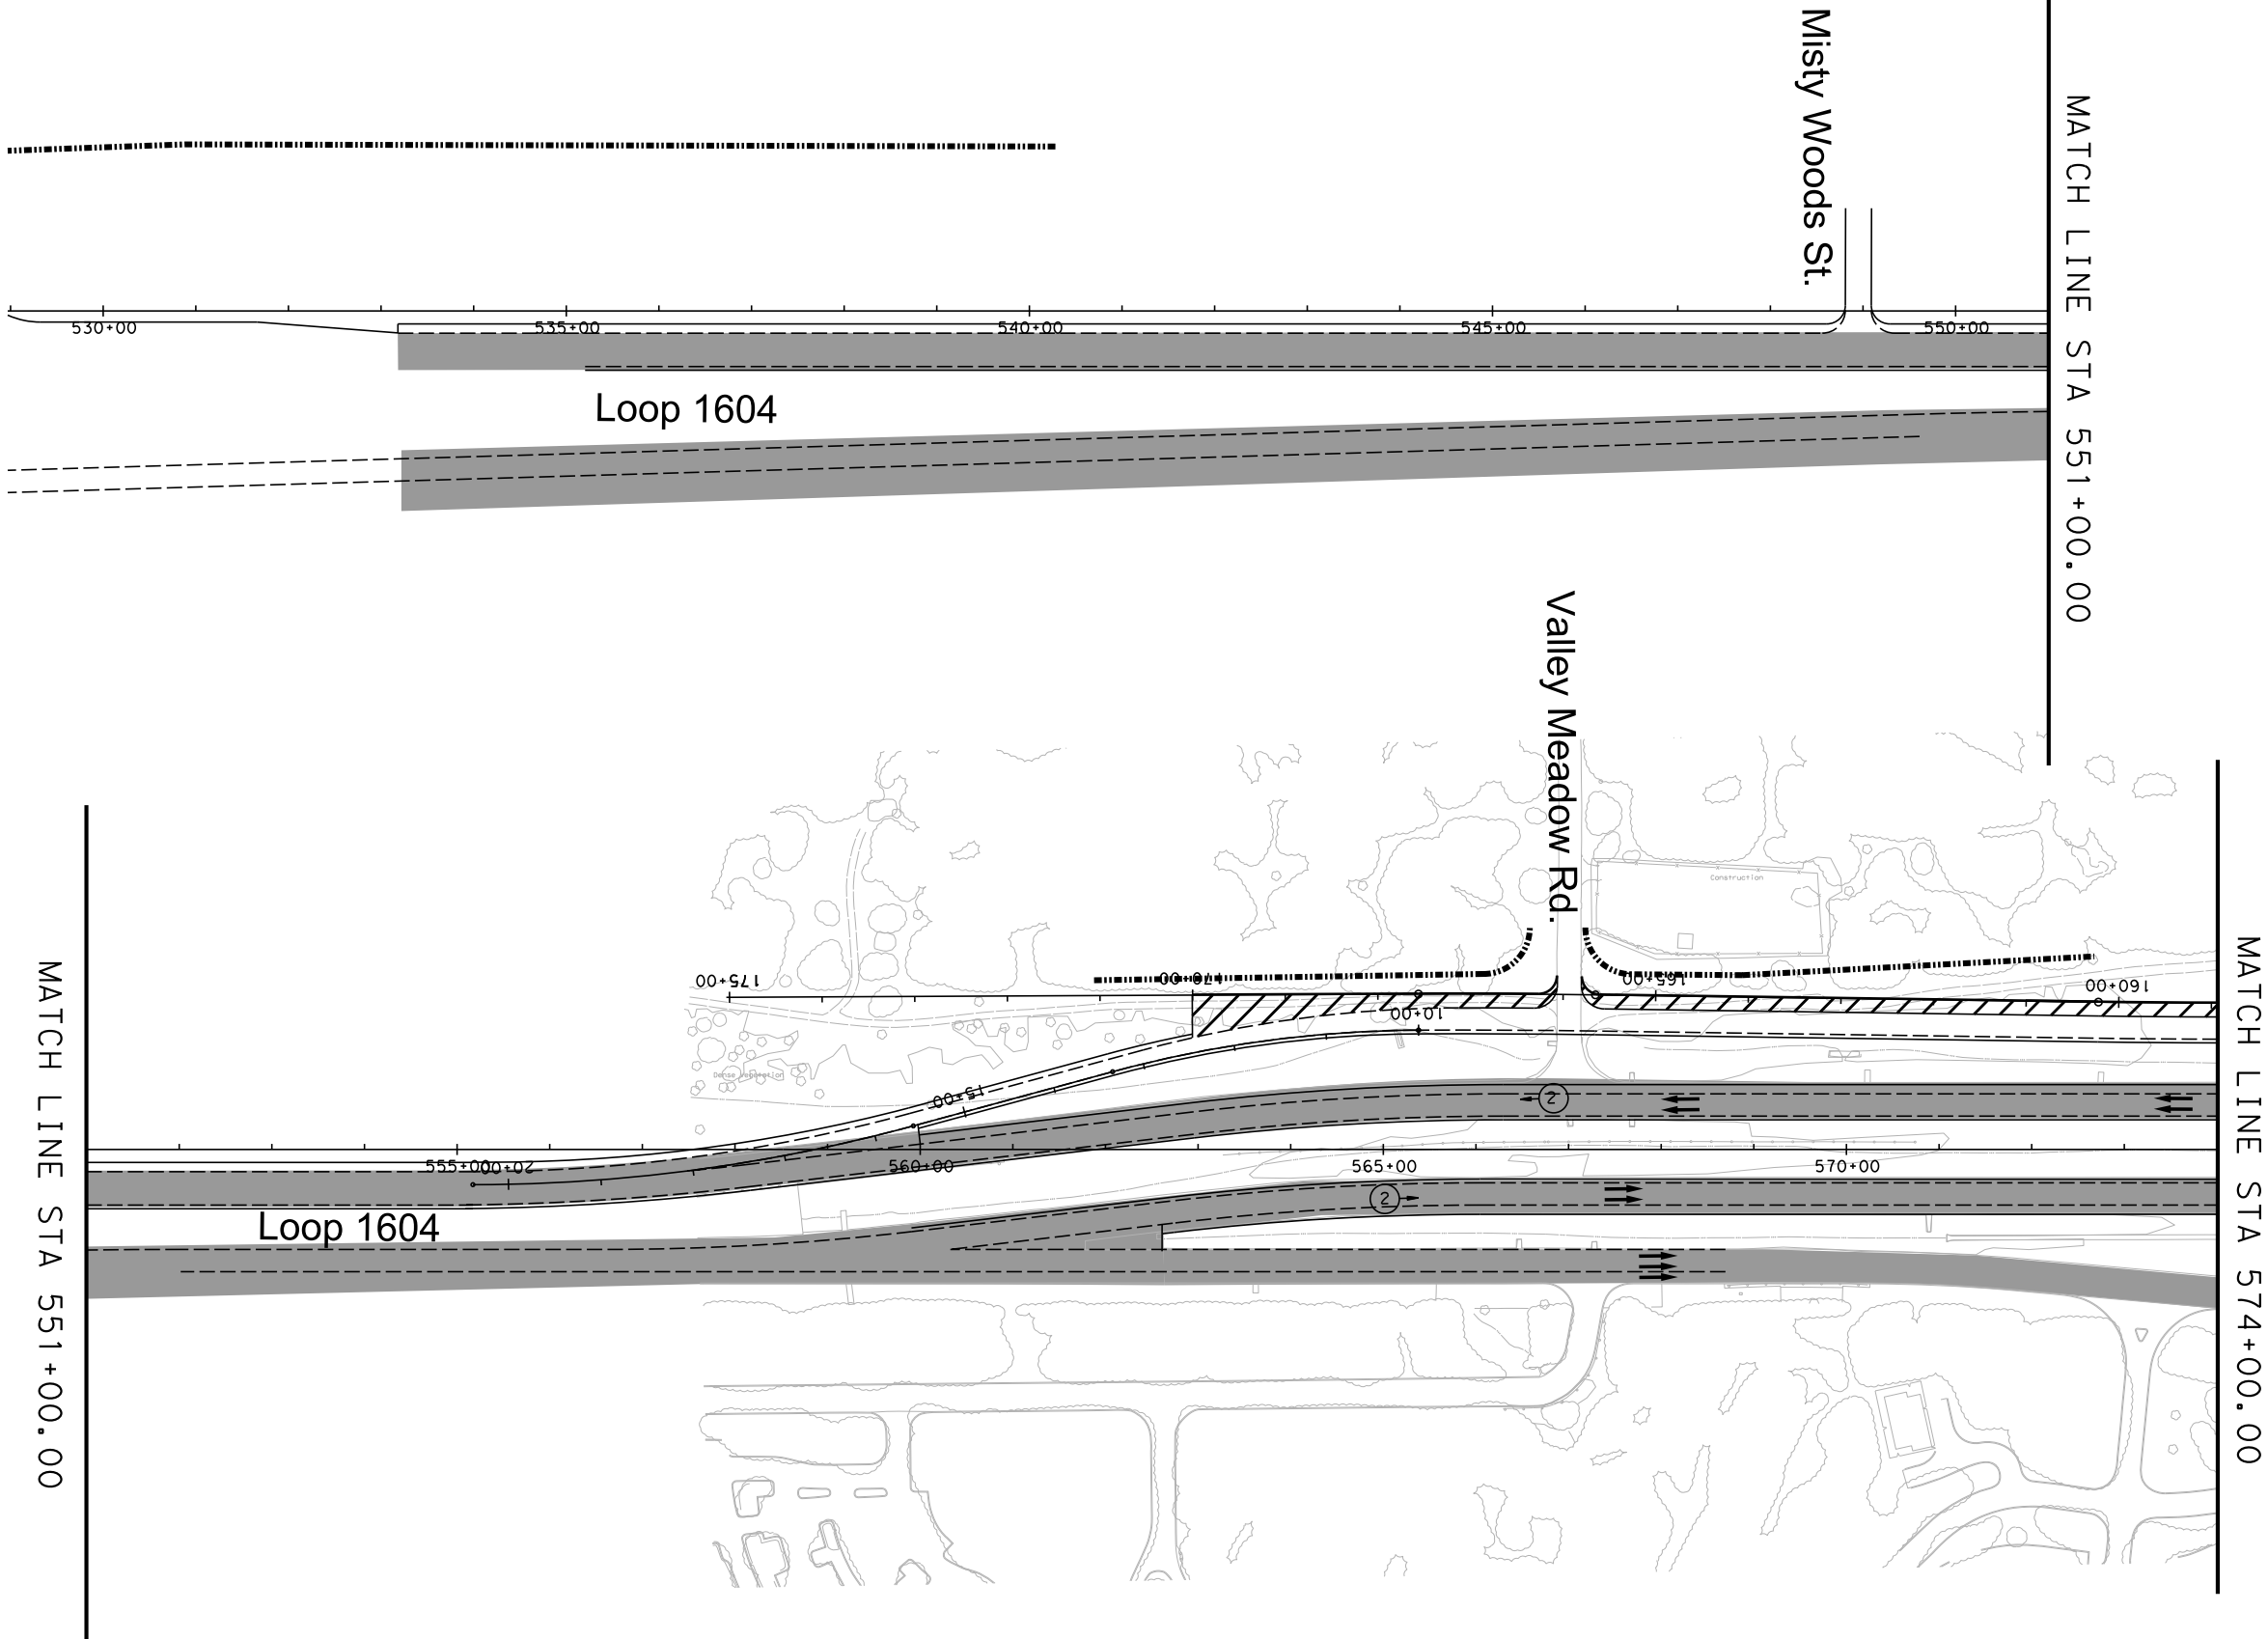 Misty Woods St.
MATCH LINE STA 551+00.00
530+00
535+00
540+00
545+00
550+00
Loop 1604
Valley Meadow Rd.
Construction
175+00
170+00
165+00
160+00
10+00
Dense Vegetation
15+00
2
555+00
20+00
560+00
565+00
570+00
2
Loop 1604
MATCH LINE STA 551+00.00
MATCH LINE STA 574+00.00